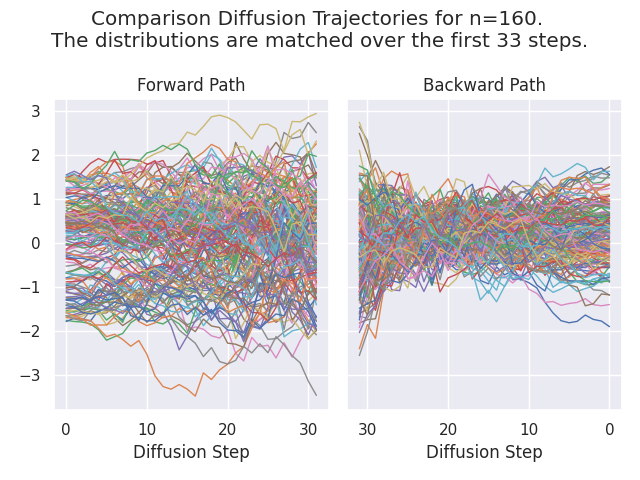 Comparison Diffusion Trajectories for n=160.
The distributions are matched over the first 33 steps.
Forward Path
Backward Path
3
2
1
0
−1
−2
−3
0 10 20 30
30 20 10 0
Diffusion Step
Diffusion Step